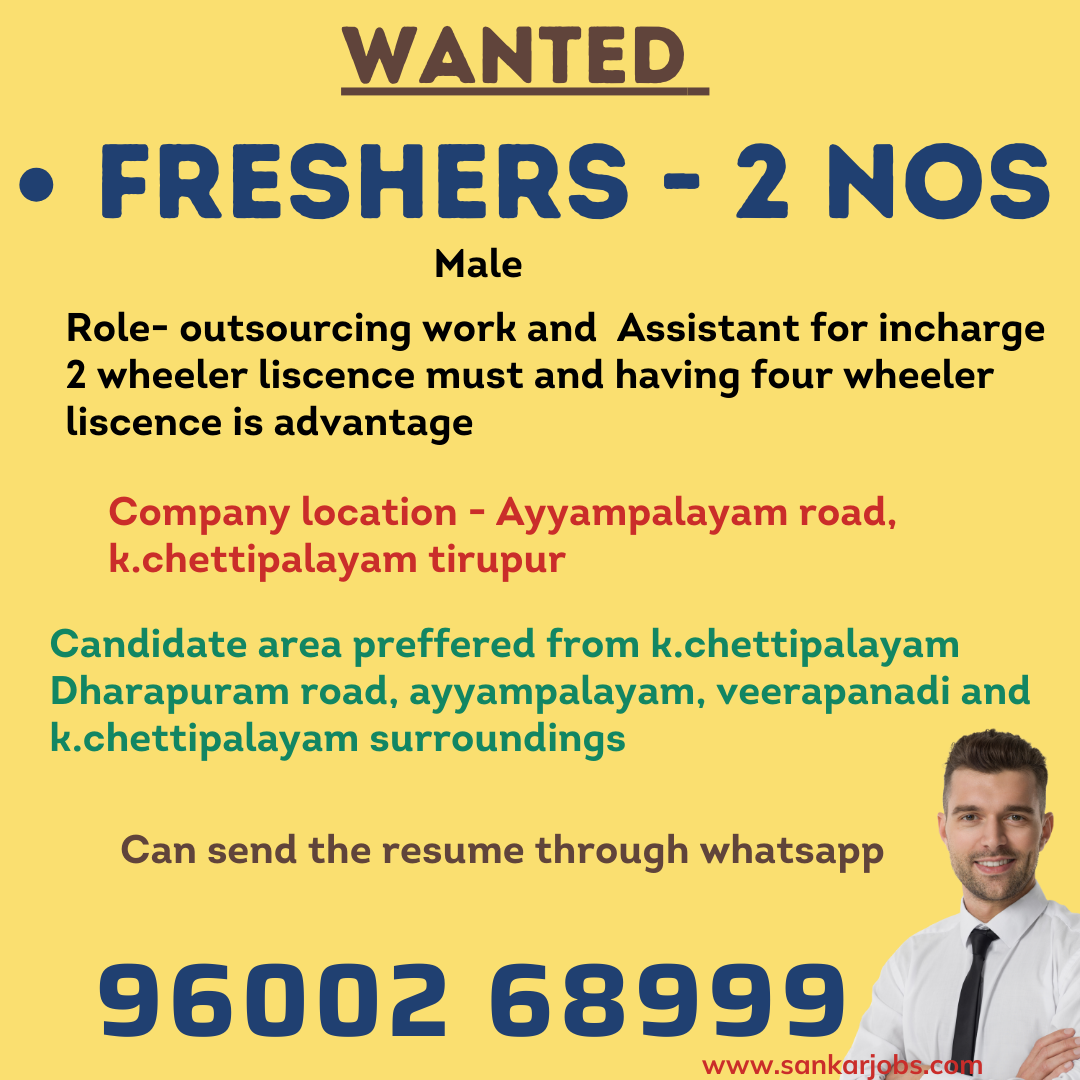 WANTED
• FRESHERS - 2 NOS
Male
Role- outsourcing work and Assistant for incharge
2 wheeler liscence must and having four wheeler
liscence is advantage
Company location - Ayyampalayam road,
k.chettipalayam tirupur
Candidate area preffered from k.chettipalayam
Dharapuram road, ayyampalayam, veerapanadi and
k.chettipalayam surroundings
Can send the resume through whatsapp
96002 68999
www.sankarjobs.com